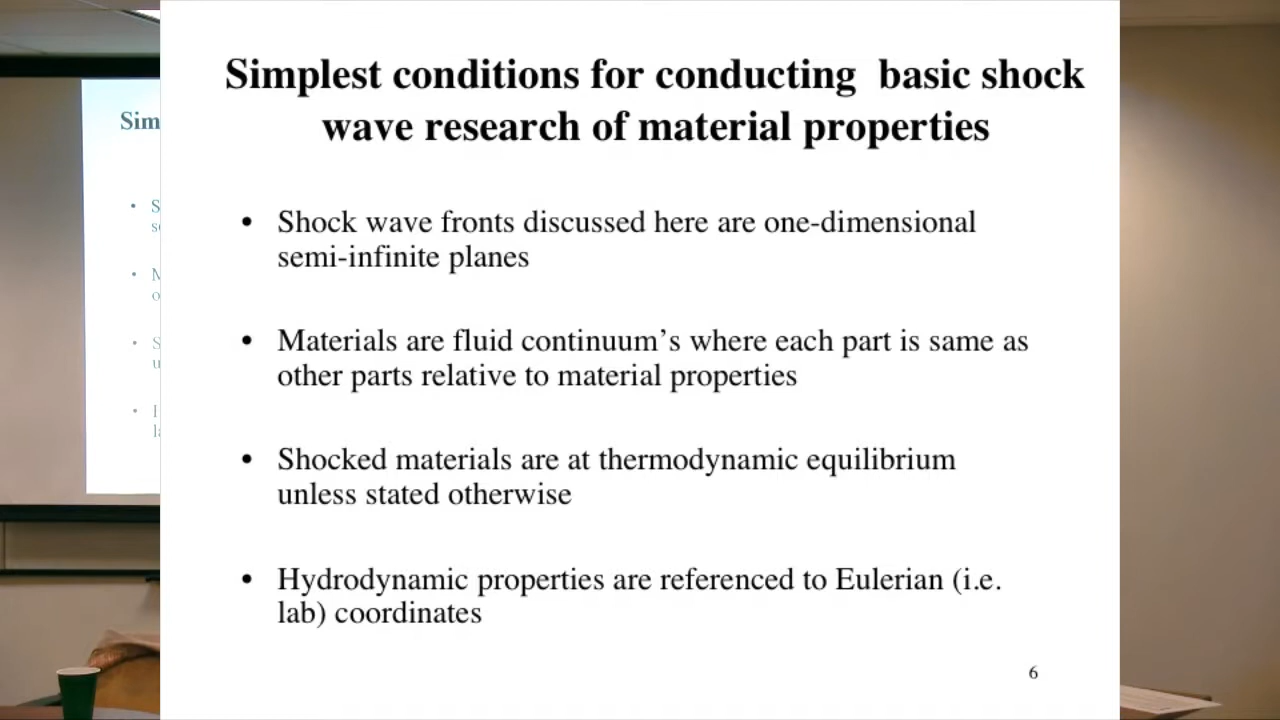 Simplest conditions for conducting  basic shock
wave research of material properties
• Shock wave fronts discussed here are one-dimensional
semi-infinite planes
• Materials are fluid continuum’s where each part is same as
other parts relative to material properties
• Shocked materials are at thermodynamic equilibrium
unless stated otherwise
• Hydrodynamic properties are referenced to Eulerian (i.e.
lab) coordinates
6
Sim